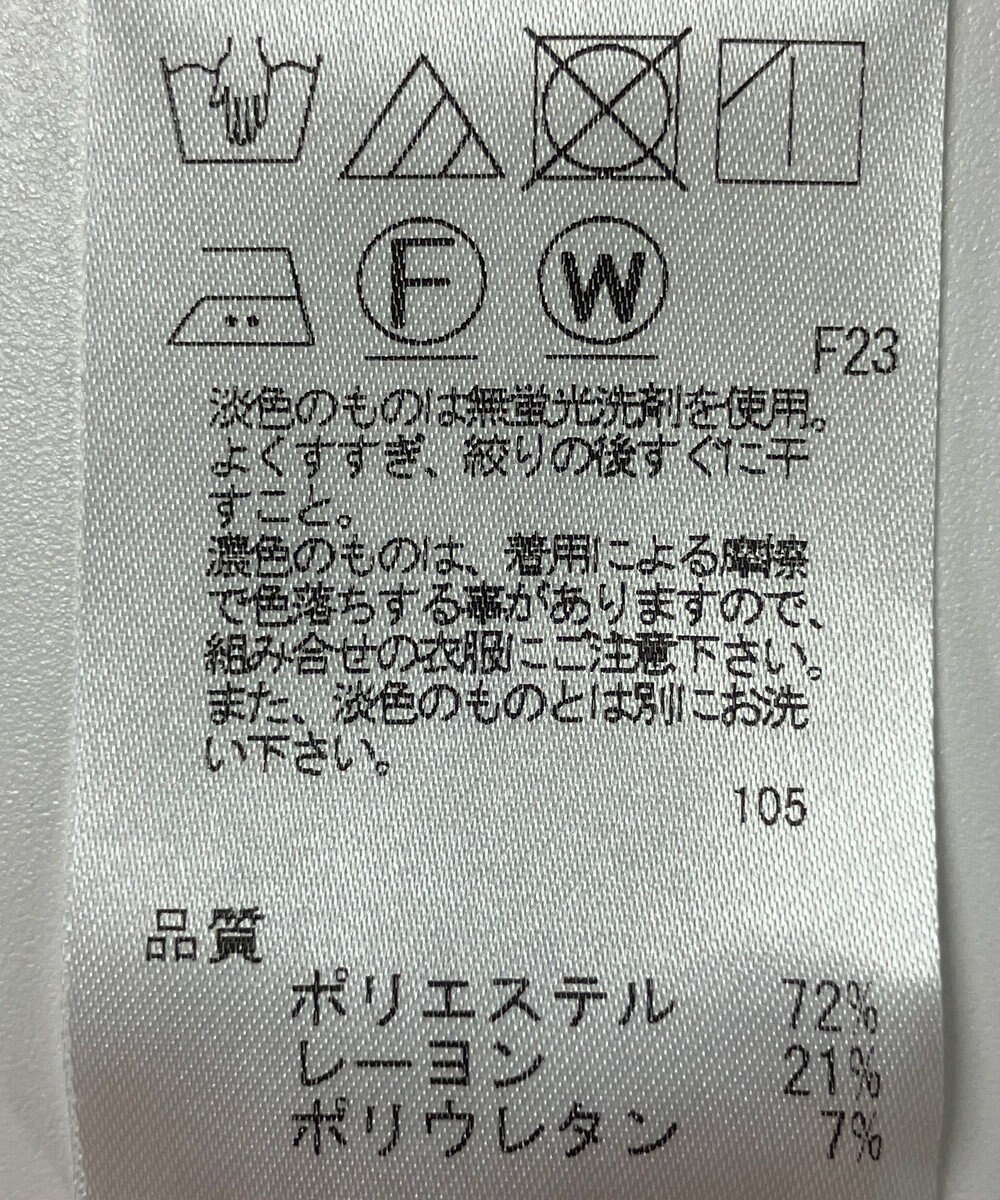 F
W
F23
淡色のものは無蛍光洗剤を使用。
よくすすぎ、絞りの後すぐに干
すこと。
濃色のものは、着用による摩擦
で色落ちする事がありますので、
組み合せの衣服にご注意下さい。
また、淡色のものとは別にお洗
い下さい。
105
品質
ポリエステル 72%
レーヨン 21%
ポリウレタン 7%